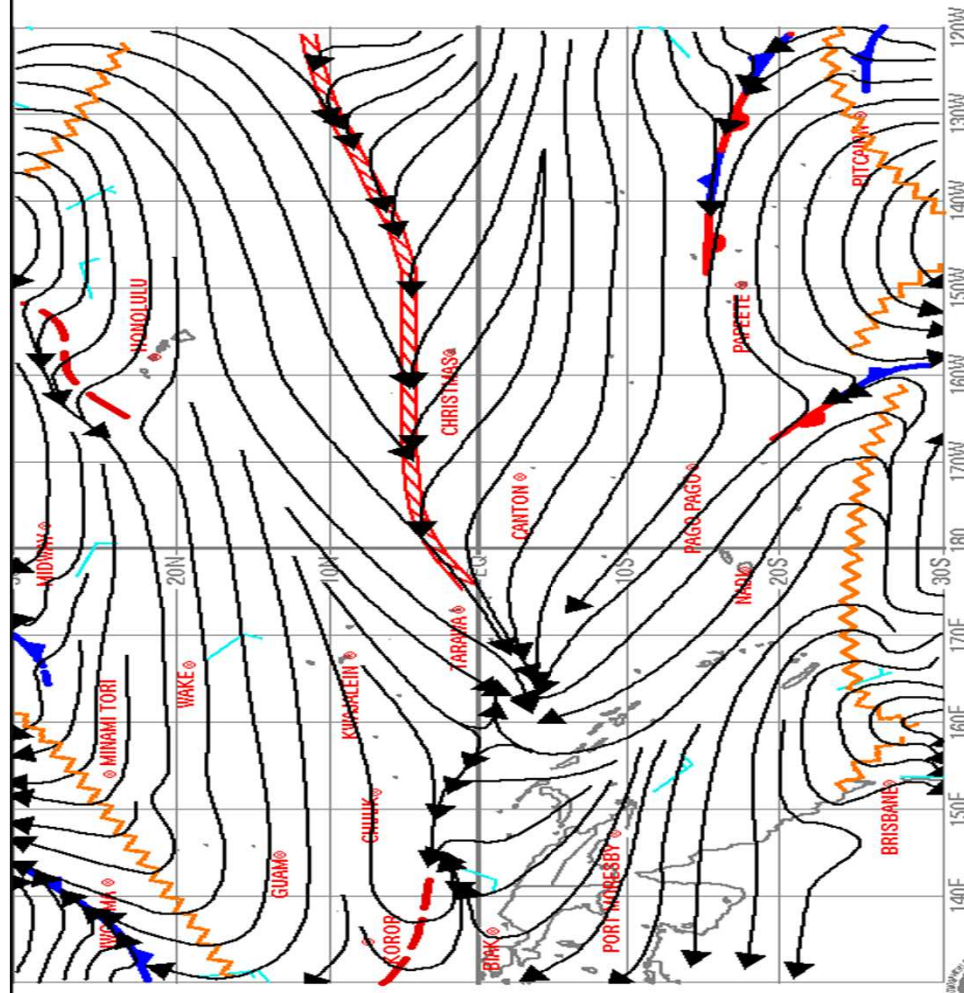 IWO JIMA
MINAMI TORI
MIDWAY
HONOLULU
WAKE
20N
GUAM
KOROR
CHUUK
KWAJALEIN
10N
BIAK
TARAWA
EQ
CHRISTMAS
CANTON
PORT MORESBY
10S
PAGO PAGO
NADI
PAPEETE
20S
BRISBANE
PITCAIRN
30S
140E
150E
160E
170E
180
170W
160W
150W
140W
130W
120W